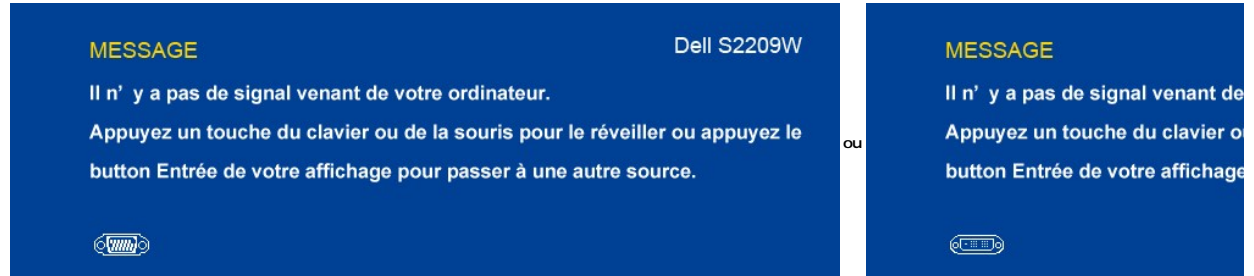 MESSAGE
Dell S2209W
Il n' y a pas de signal venant de votre ordinateur.
Appuyez un touche du clavier ou de la souris pour le réveiller ou appuyez le
button Entrée de votre affichage pour passer à une autre source.
ou
MESSAGE
Il n' y a pas de signal venant de
Appuyez un touche du clavier ou
button Entrée de votre affichage